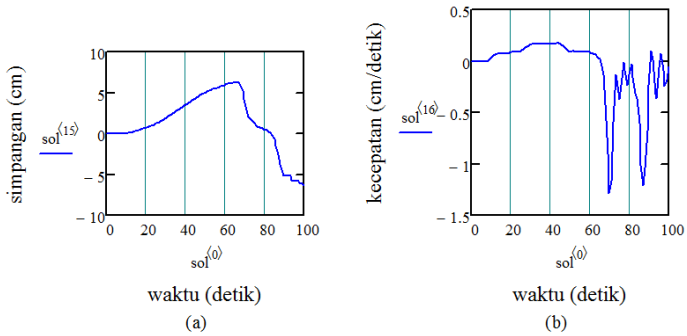 simpangan (cm)
10
5
0
− 5
− 10
sol⟨15⟩
0 20 40 60 80 100
sol⟨0⟩
waktu (detik)
(a)
kecepatan (cm/detik)
0.5
0
− 0.5
− 1
− 1.5
sol⟨16⟩
0 20 40 60 80 100
sol⟨0⟩
waktu (detik)
(b)